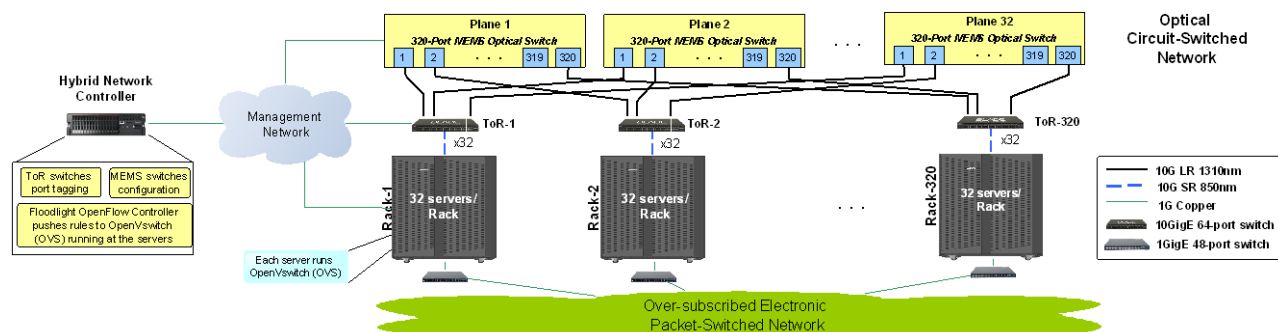 Plane 1
320-Port MEMS Optical Switch
1 2 . . . 319 320
Plane 2
320-Port MEMS Optical Switch
1 2 . . . 319 320
. . .
Plane 32
320-Port MEMS Optical Switch
1 2 . . . 319 320
Optical
Circuit-Switched
Network
Hybrid Network
Controller
Management
Network
ToR-1
x32
ToR-2
x32
ToR-320
x32
ToR switches
port tagging
MEMS switches
configuration
Floodlight OpenFlow Controller
pushes rules to OpenVswitch
(OVS) running at the servers
Each server runs
OpenVswitch (OVS)
Rack-1
32 servers/
Rack
Rack-2
32 servers/
Rack
. . .
Rack-320
32 servers/
Rack
10G LR 1310nm
10G SR 850nm
1G Copper
10GigE 64-port switch
1GigE 48-port switch
Over-subscribed Electronic
Packet-Switched Network